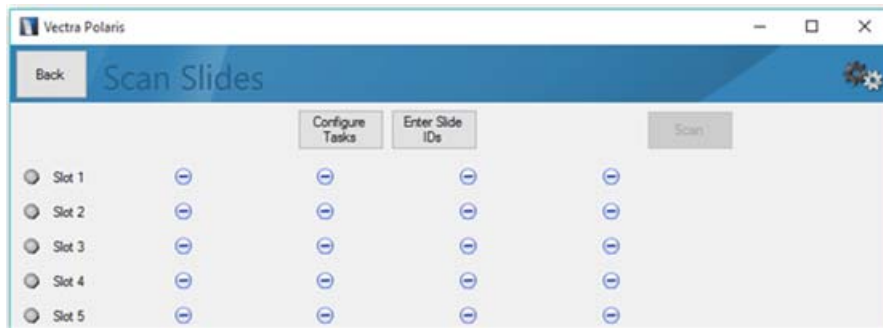 Vectra Polaris
Back
Scan Slides
Configure
Tasks
Enter Slide
IDs
Scan
Slot 1
Slot 2
Slot 3
Slot 4
Slot 5